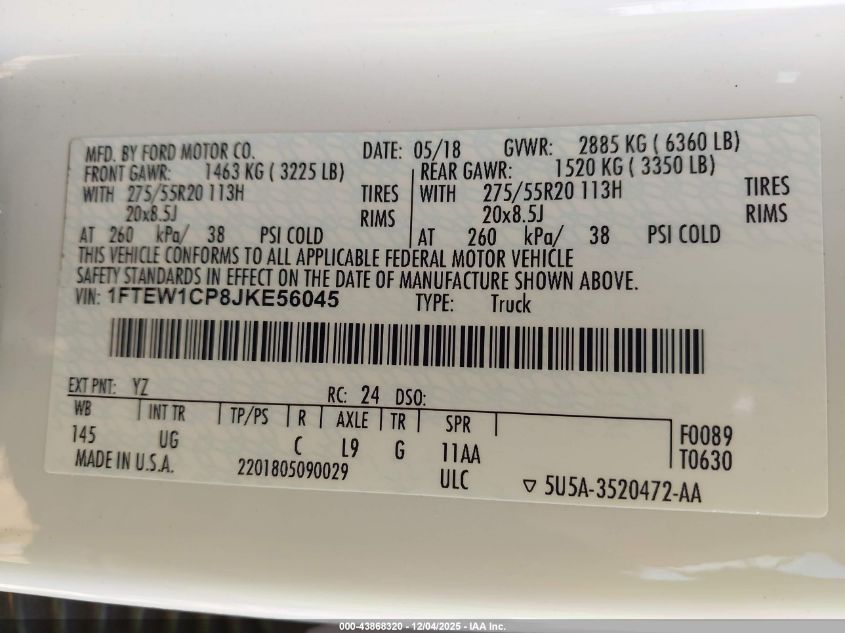 MFD. BY FORD MOTOR CO. DATE: 05/18 GVWR: 2885 KG ( 6360 LB)
FRONT GAWR: 1463 KG ( 3225 LB) REAR GAWR: 1520 KG ( 3350 LB)
WITH 275/55R20 113H TIRES WITH 275/55R20 113H TIRES
20x8.5J RIMS 20x8.5J RIMS
AT 260 kPa/ 38 PSI COLD AT 260 kPa/ 38 PSI COLD
THIS VEHICLE CONFORMS TO ALL APPLICABLE FEDERAL MOTOR VEHICLE
SAFETY STANDARDS IN EFFECT ON THE DATE OF MANUFACTURE SHOWN ABOVE.
VIN: 1FTEW1CP8JKE56045 TYPE: Truck
EXT PNT: YZ RC: 24 DSO:
WB INT TR TP/PS R AXLE TR SPR
145 UG C L9 G 11AA F0089
T0630
MADE IN U.S.A. 2201805090029 ULC ▽ 5U5A-3520472-AA
000-43868320 - 12/04/2025 - IAA Inc.